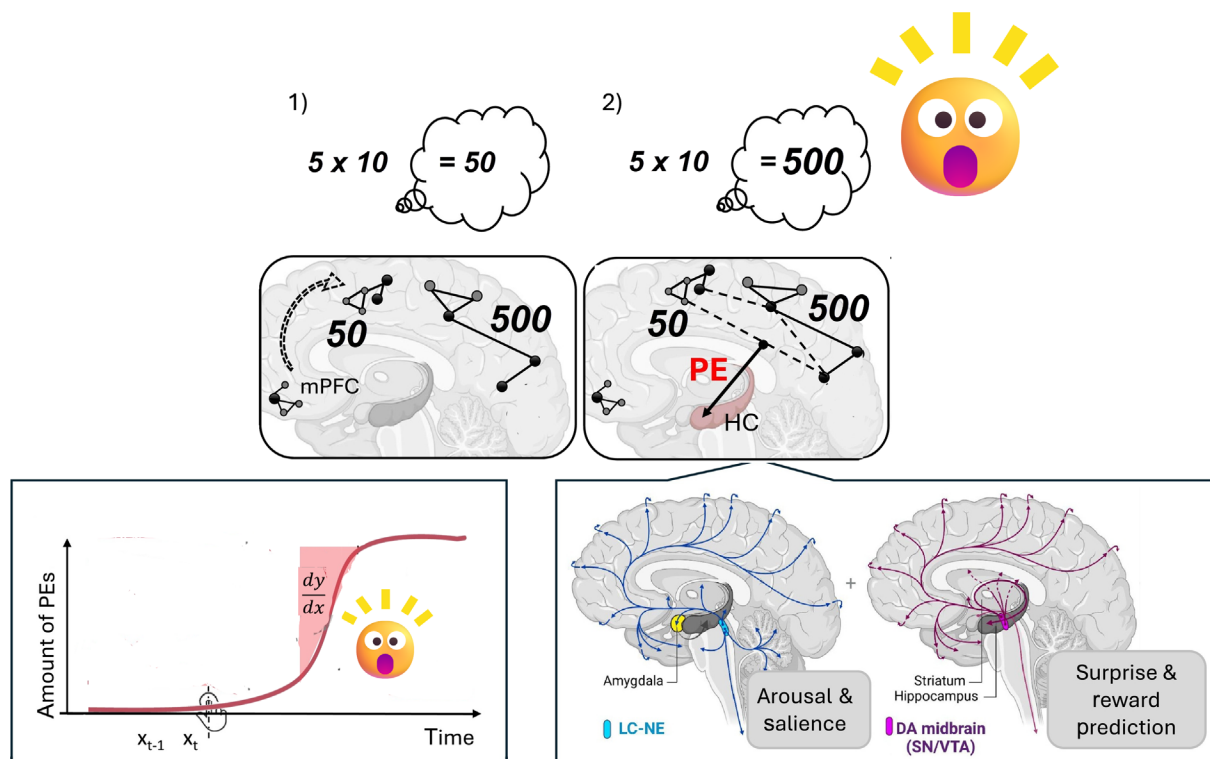 1)
2)
5 x 10
= 50
5 x 10
= 500
50
500
mPFC
50
500
PE
HC
Amount of PEs
dy
dx
x t-1
x t
Time
Amygdala
LC-NE
Arousal &
salience
+
Striatum
Hippocampus
DA midbrain
(SN/VTA)
Surprise &
reward
prediction